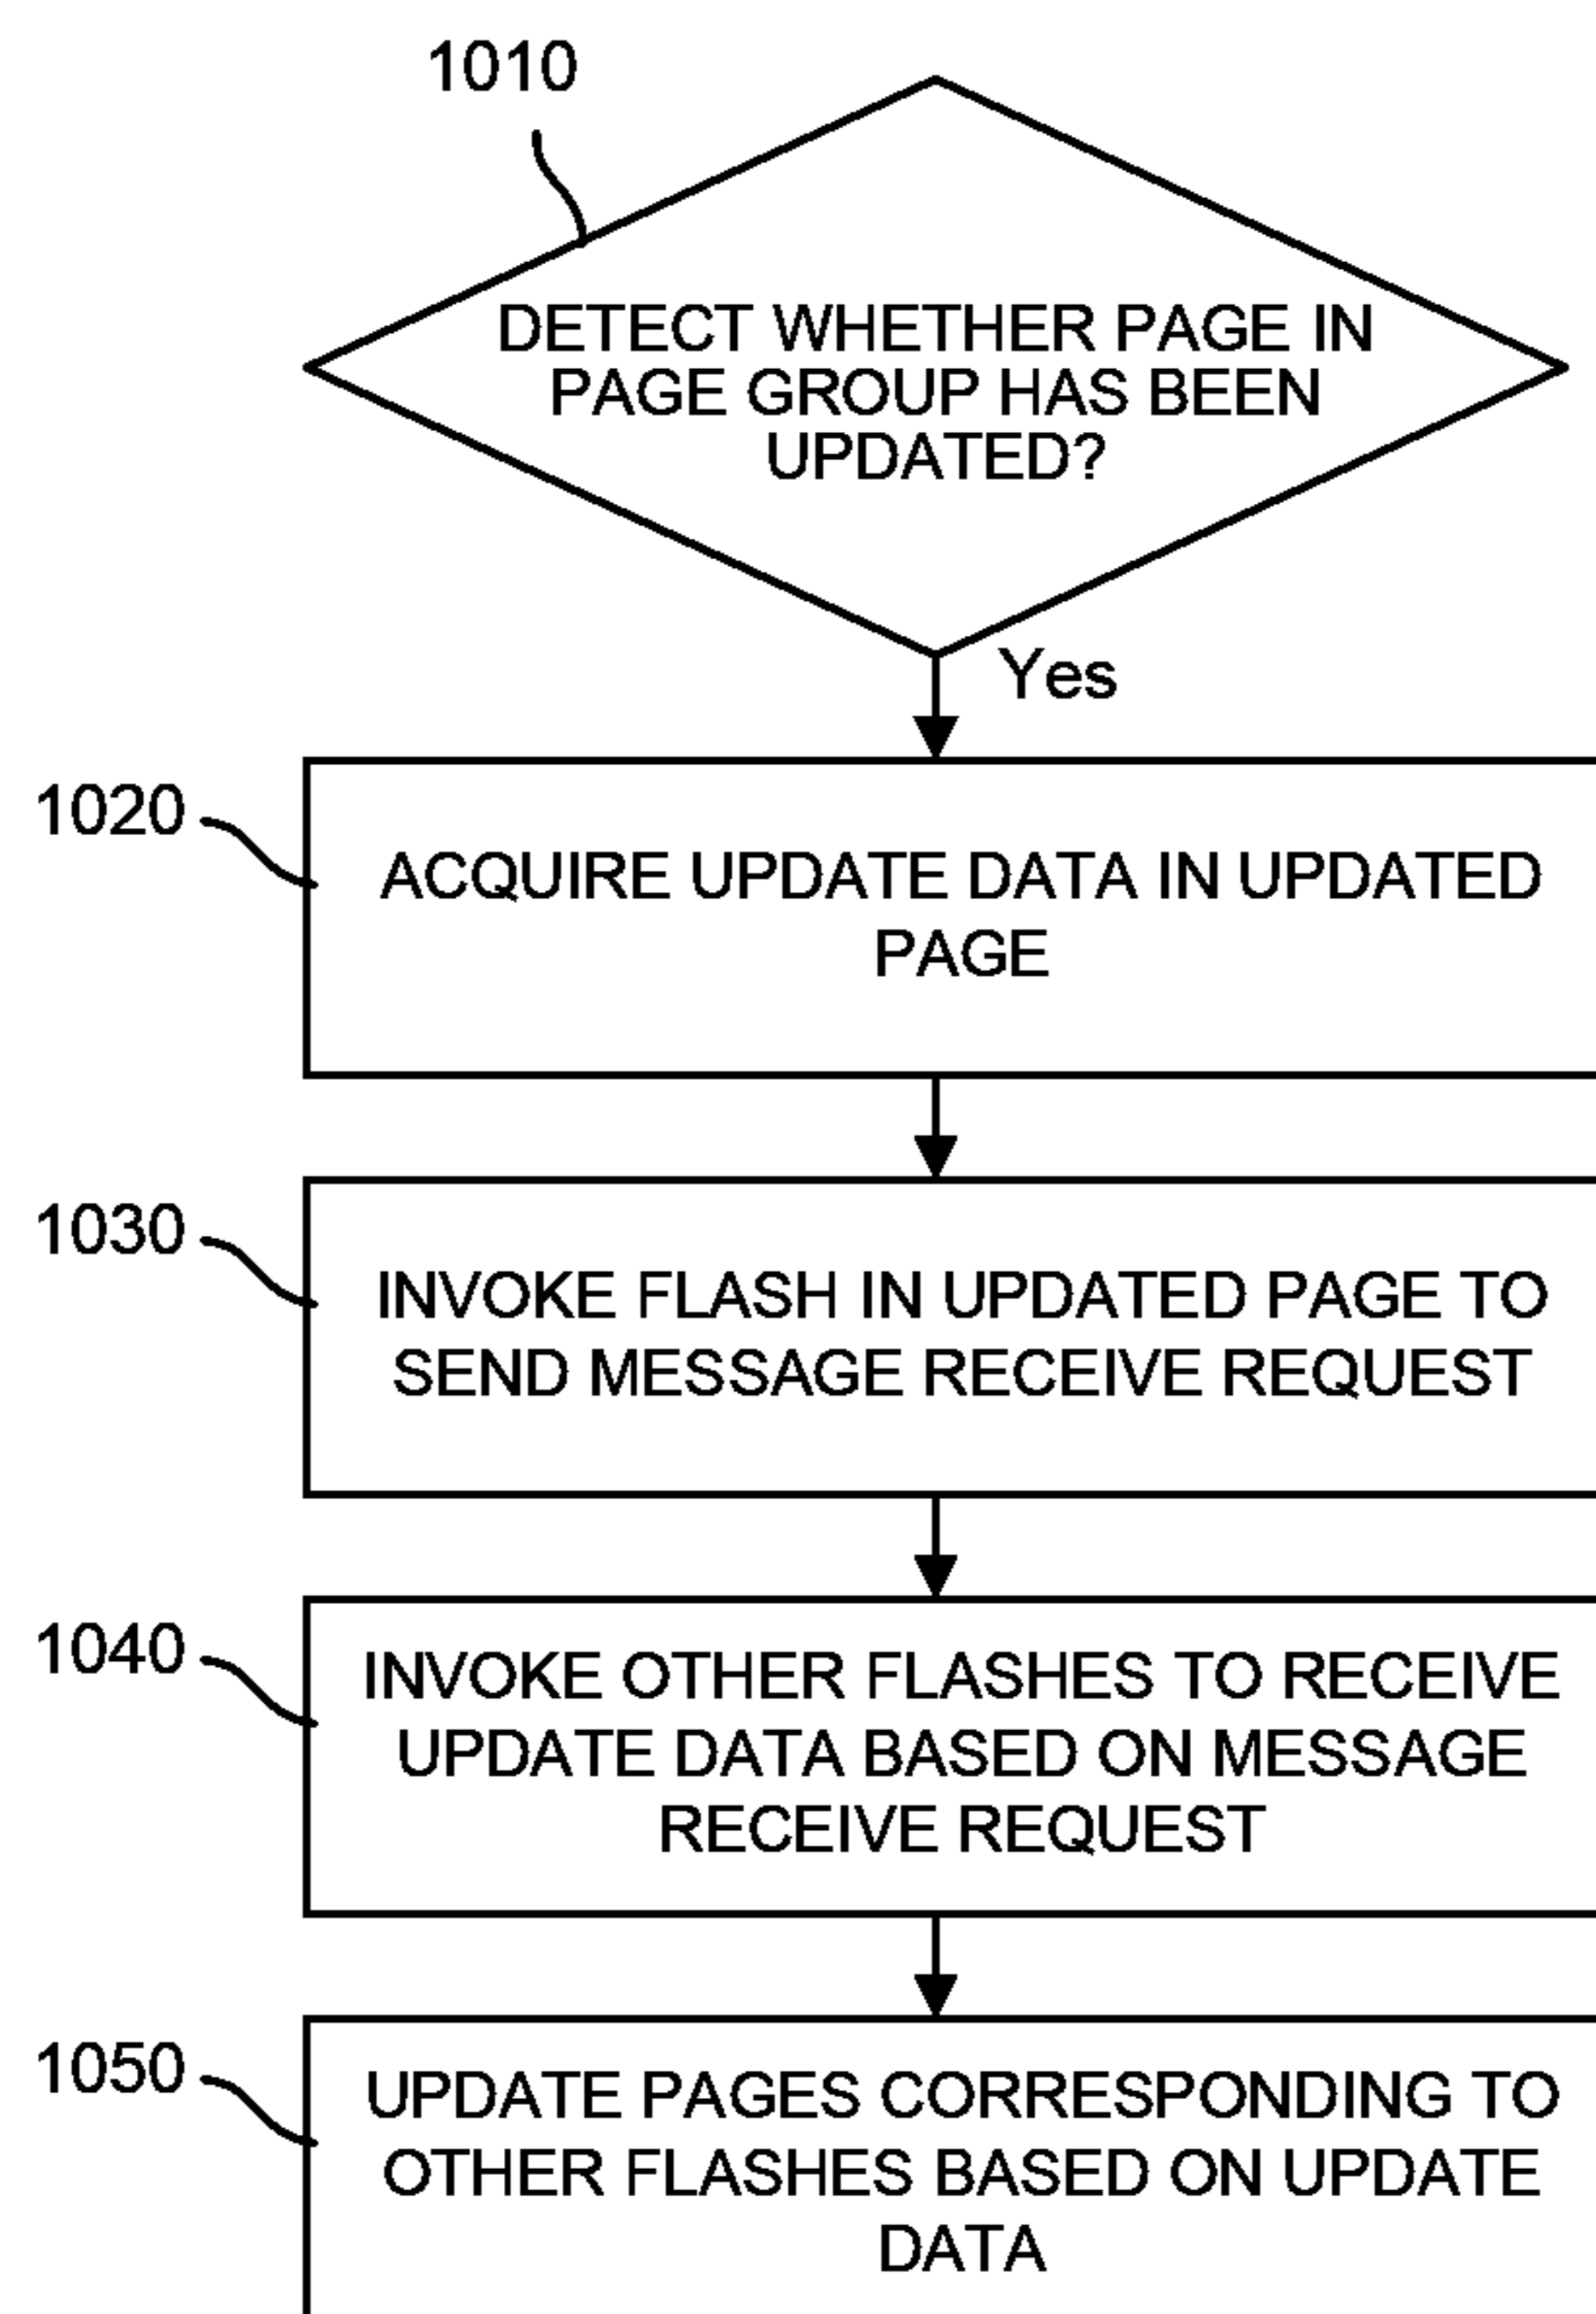 1010
DETECT WHETHER PAGE IN
PAGE GROUP HAS BEEN
UPDATED?
Yes
1020
ACQUIRE UPDATE DATA IN UPDATED
PAGE
1030
INVOKE FLASH IN UPDATED PAGE TO
SEND MESSAGE RECEIVE REQUEST
1040
INVOKE OTHER FLASHES TO RECEIVE
UPDATE DATA BASED ON MESSAGE
RECEIVE REQUEST
1050
UPDATE PAGES CORRESPONDING TO
OTHER FLASHES BASED ON UPDATE
DATA